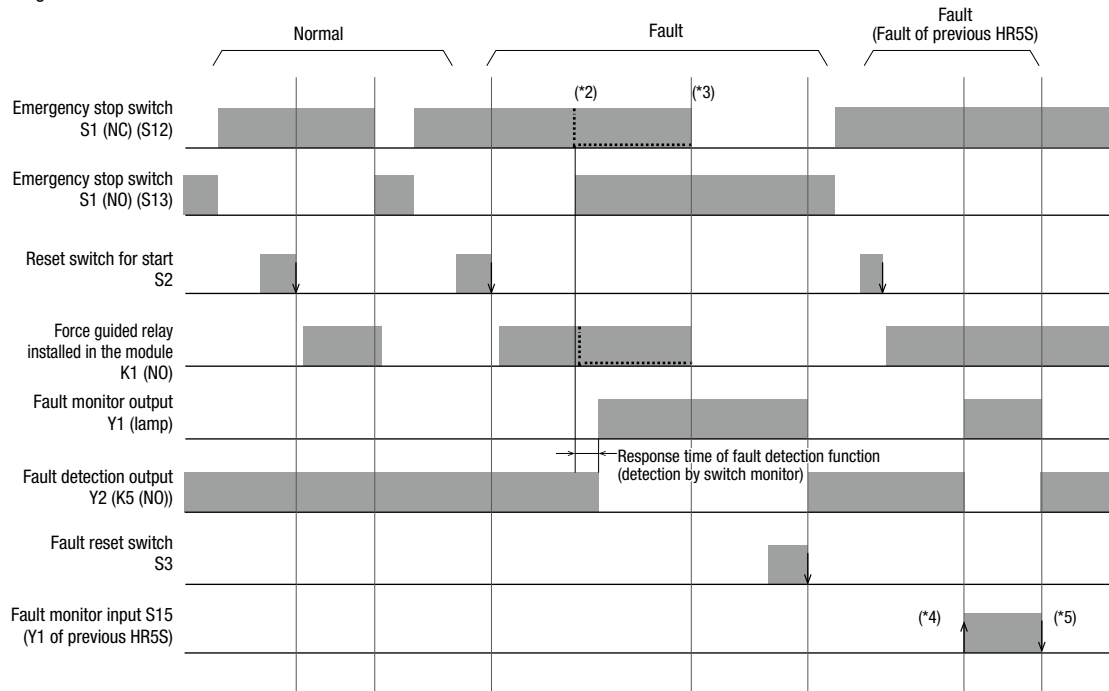 Normal
Fault
Fault
(Fault of previous HR5S)
Emergency stop switch
S1 (NC) (S12)
(*2)
(*3)
Emergency stop switch
S1 (NO) (S13)
Reset switch for start
S2
Force guided relay
installed in the module
K1 (NO)
Fault monitor output
Y1 (lamp)
Response time of fault detection function
(detection by switch monitor)
Fault detection output
Y2 (K5 (NO))
Fault reset switch
S3
Fault monitor input S15
(Y1 of previous HR5S)
(*4)
(*5)